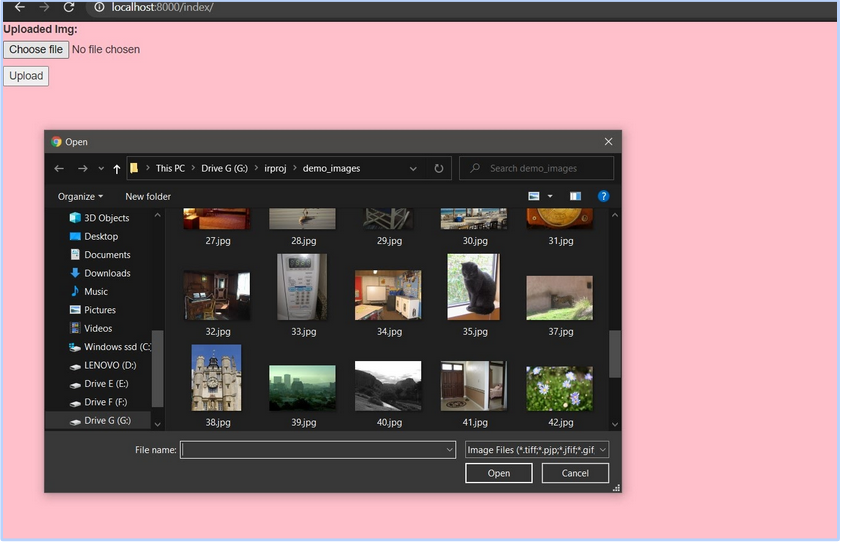 localhost:8000/index/
Uploaded Img:
Choose file No file chosen
Upload
Open
This PC Drive G (G:) irproj demo_images
Search demo_images
Organize New folder
3D Objects
Desktop
Documents
Downloads
Music
Pictures
Videos
Windows ssd (C:
LENOVO (D:)
Drive E (E:)
Drive F (F:)
Drive G (G:)
27.jpg 28.jpg 29.jpg 30.jpg 31.jpg
32.jpg 33.jpg 34.jpg 35.jpg 37.jpg
38.jpg 39.jpg 40.jpg 41.jpg 42.jpg
File name:
Image Files (*.tiff;*.pjp;*.jfif;*.gif
Open Cancel